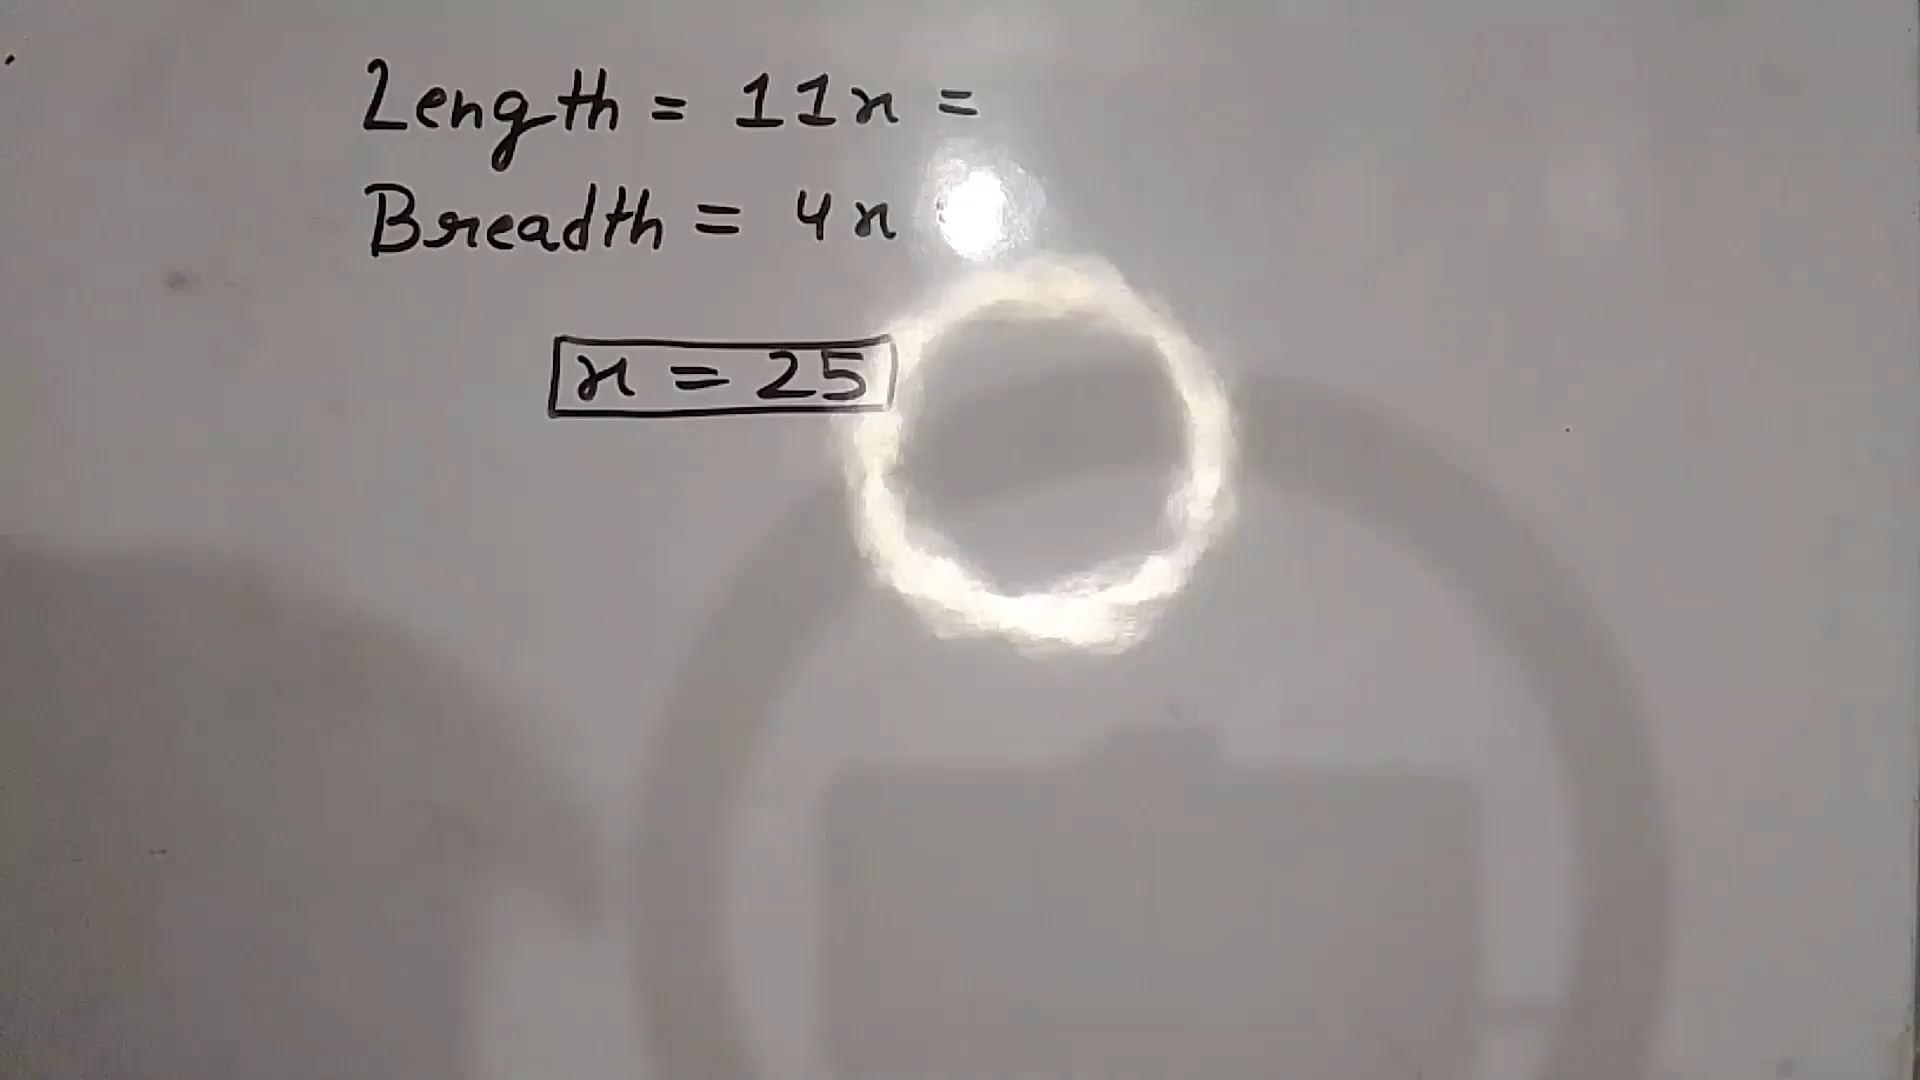 Length = 11x =
Breadth = 4x
x = 25